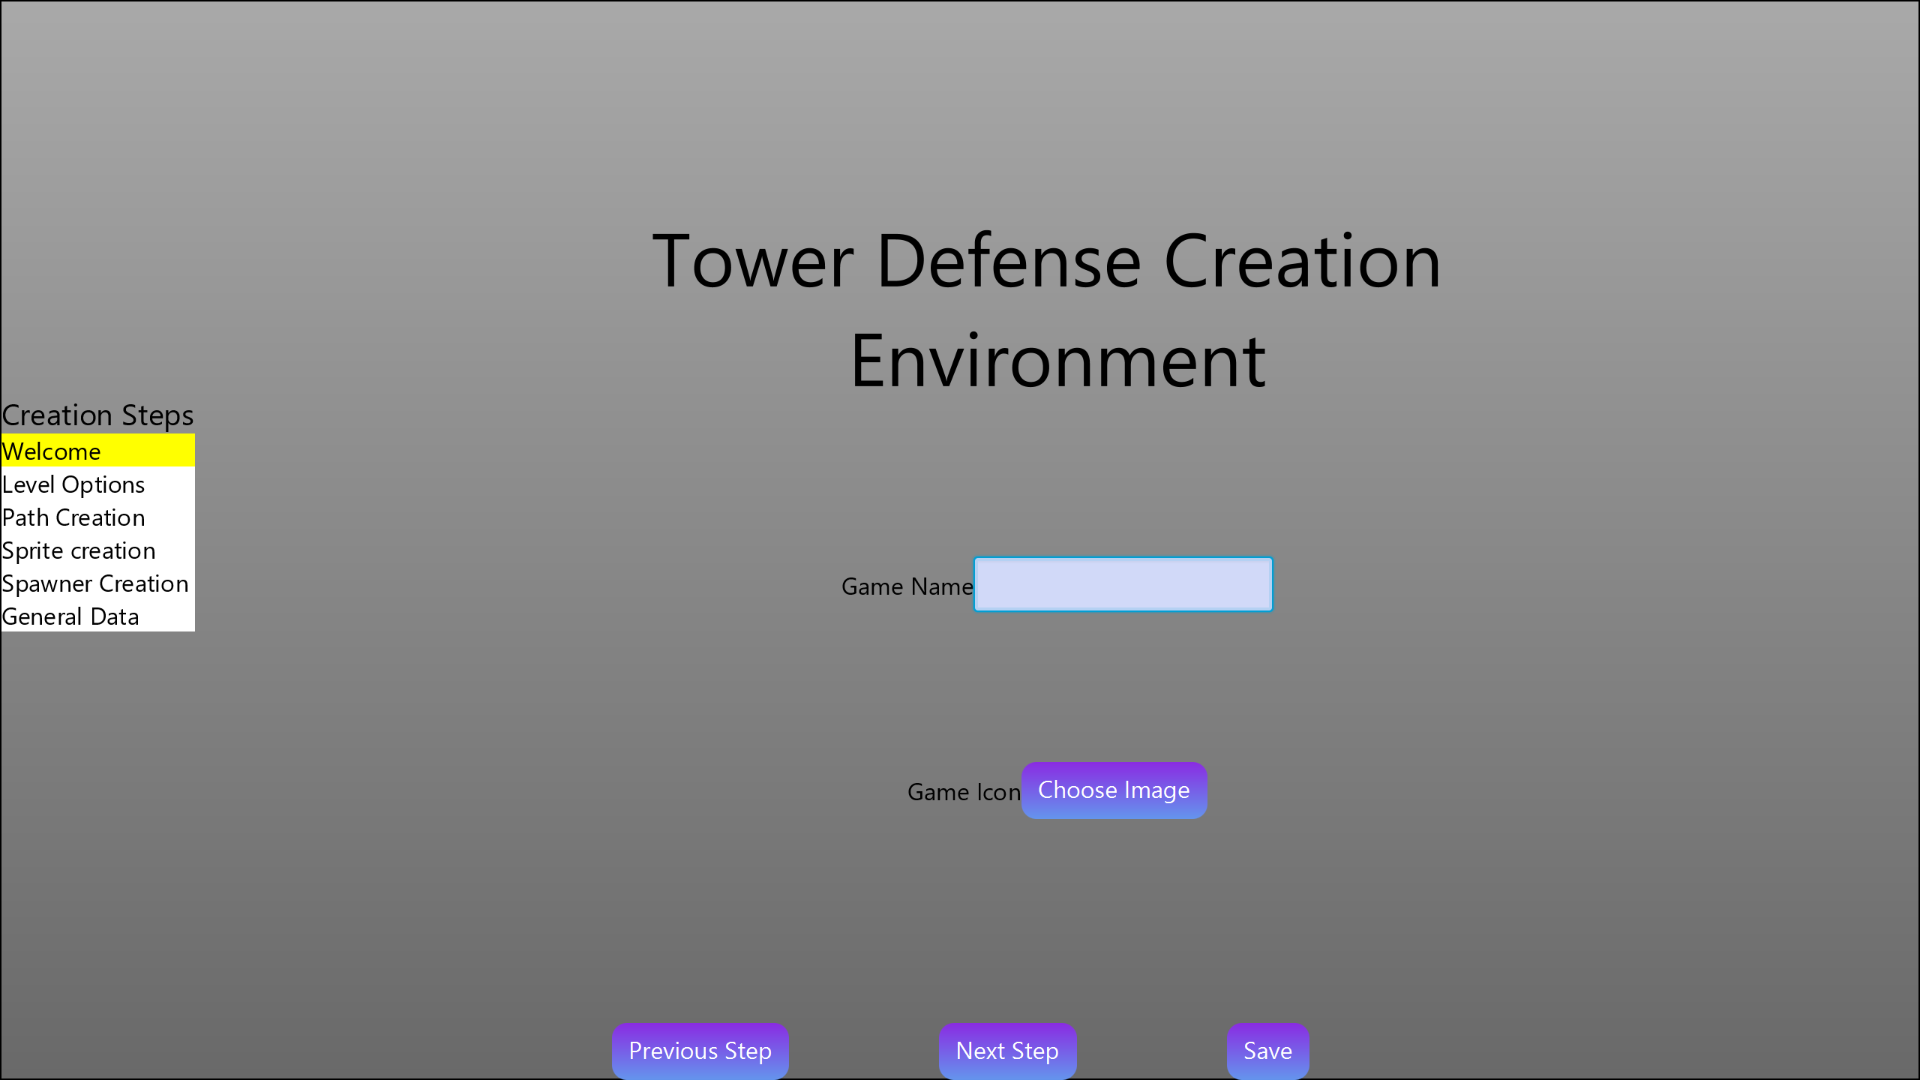 Tower Defense Creation
Environment
Creation Steps
Welcome
Level Options
Path Creation
Sprite creation
Spawner Creation
General Data
Game Name
Game Icon Choose Image
Previous Step Next Step Save